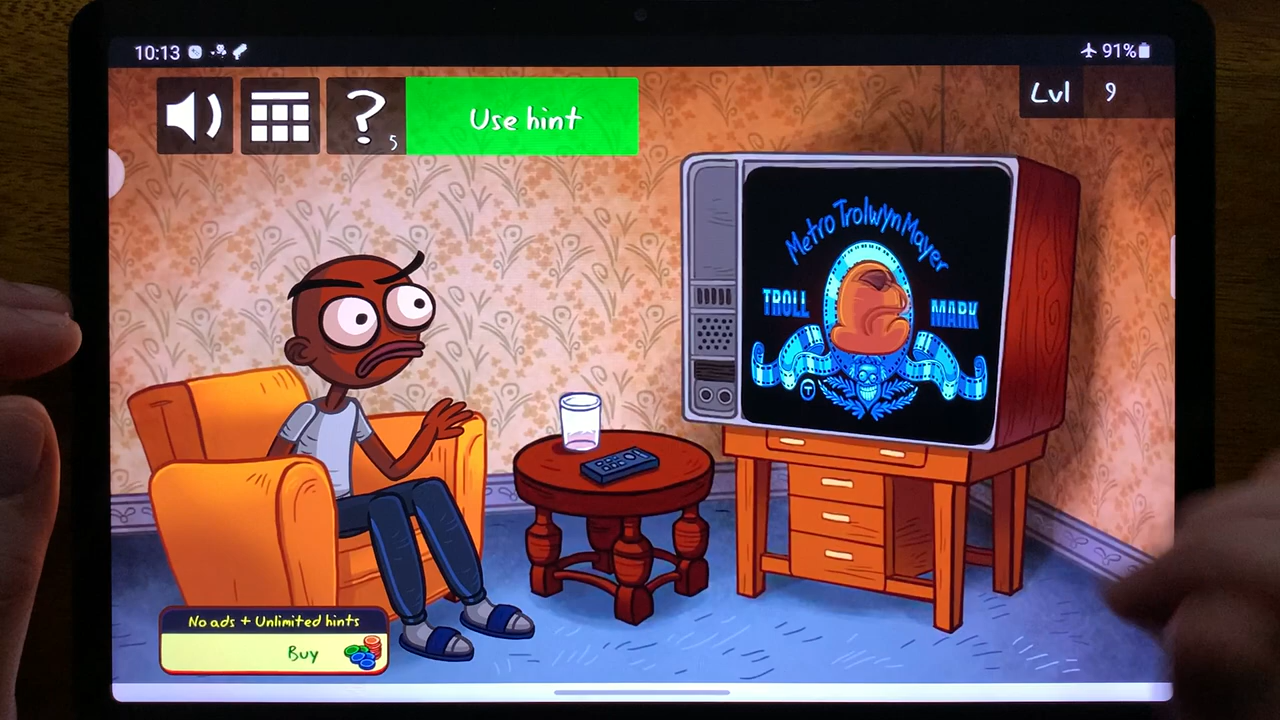 10:13
91%
?
5
Use hint
Lvl 9
Metro TrolwynMayer
TROLL
MARK
T
No ads + Unlimited hints
Buy